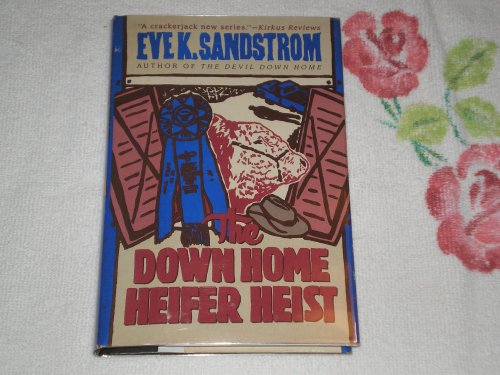 "A crackerjack new series."—Kirkus Reviews
EVE K. SANDSTROM
AUTHOR OF THE DEVIL DOWN HOME
The
DOWN HOME
HEIFER HEIST